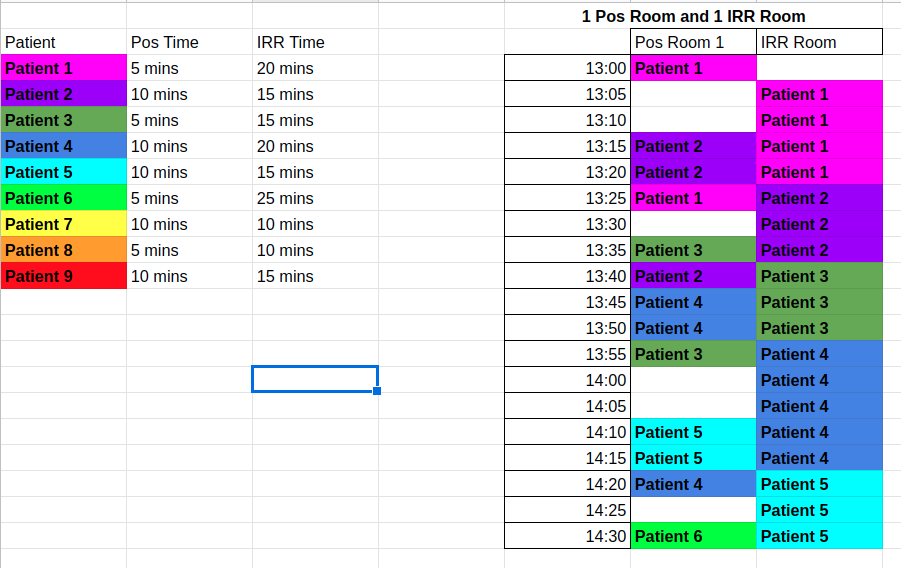 1 Pos Room and 1 IRR Room
Patient Pos Time IRR Time Pos Room 1 IRR Room
Patient 1 5 mins 20 mins 13:00 Patient 1
Patient 2 10 mins 15 mins 13:05 Patient 1
Patient 3 5 mins 15 mins 13:10 Patient 1
Patient 4 10 mins 20 mins 13:15 Patient 2 Patient 1
Patient 5 10 mins 15 mins 13:20 Patient 2 Patient 1
Patient 6 5 mins 25 mins 13:25 Patient 1 Patient 2
Patient 7 10 mins 10 mins 13:30 Patient 2
Patient 8 5 mins 10 mins 13:35 Patient 3 Patient 2
Patient 9 10 mins 15 mins 13:40 Patient 2 Patient 3
13:45 Patient 4 Patient 3
13:50 Patient 4 Patient 3
13:55 Patient 3 Patient 4
14:00 Patient 4
14:05 Patient 4
14:10 Patient 5 Patient 4
14:15 Patient 5 Patient 4
14:20 Patient 4 Patient 5
14:25 Patient 5
14:30 Patient 6 Patient 5